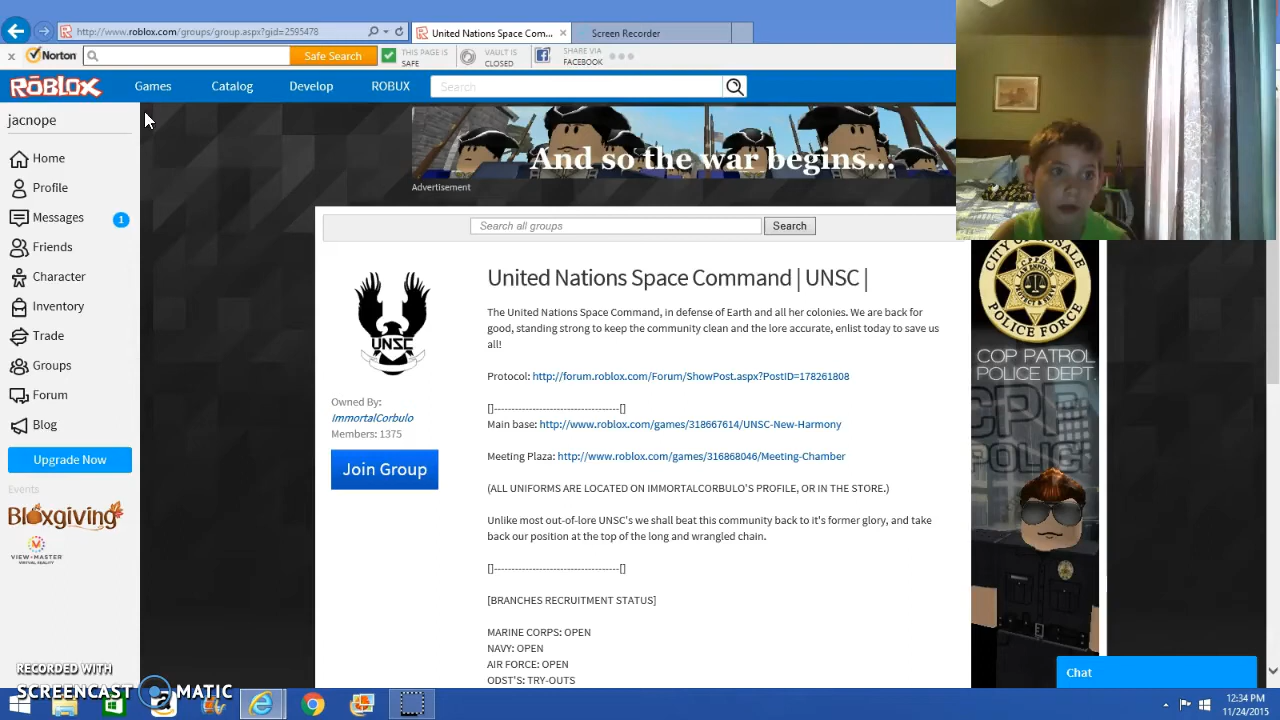 http://www.roblox.com/groups/group.aspx?gid=2595478
United Nations Space Com...
Screen Recorder
Norton
Safe Search
THIS PAGE IS
SAFE
VAULT IS
CLOSED
SHARE VIA
FACEBOOK
ROBLOX
Games
Catalog
Develop
ROBUX
Search
jacnope
Home
Profile
Messages
1
Friends
Character
Inventory
Trade
Groups
Forum
Blog
Upgrade Now
Events
Bloxgiving
VIEW-MASTER
VIRTUAL REALITY
And so the war begins...
Advertisement
Search all groups
Search
UNSC
Owned By:
ImmortalCorbulo
Members: 1375
Join Group
United Nations Space Command | UNSC |
The United Nations Space Command, in defense of Earth and all her colonies. We are back for
good, standing strong to keep the community clean and the lore accurate, enlist today to save us
all!
Protocol: http://forum.roblox.com/Forum/ShowPost.aspx?PostID=178261808
[]------------------------------------[]
Main base: http://www.roblox.com/games/318667614/UNSC-New-Harmony
Meeting Plaza: http://www.roblox.com/games/316868046/Meeting-Chamber
(ALL UNIFORMS ARE LOCATED ON IMMORTALCORBULO'S PROFILE, OR IN THE STORE.)
Unlike most out-of-lore UNSC's we shall beat this community back to it's former glory, and take
back our position at the top of the long and wrangled chain.
[]------------------------------------[]
[BRANCHES RECRUITMENT STATUS]
MARINE CORPS: OPEN
NAVY: OPEN
AIR FORCE: OPEN
ODST'S: TRY-OUTS
POLICE FORCE
COP PATROL
POLICE DEPT.
Chat
RECORDED WITH
SCREENCAST MATIC
12:34 PM
11/24/2015